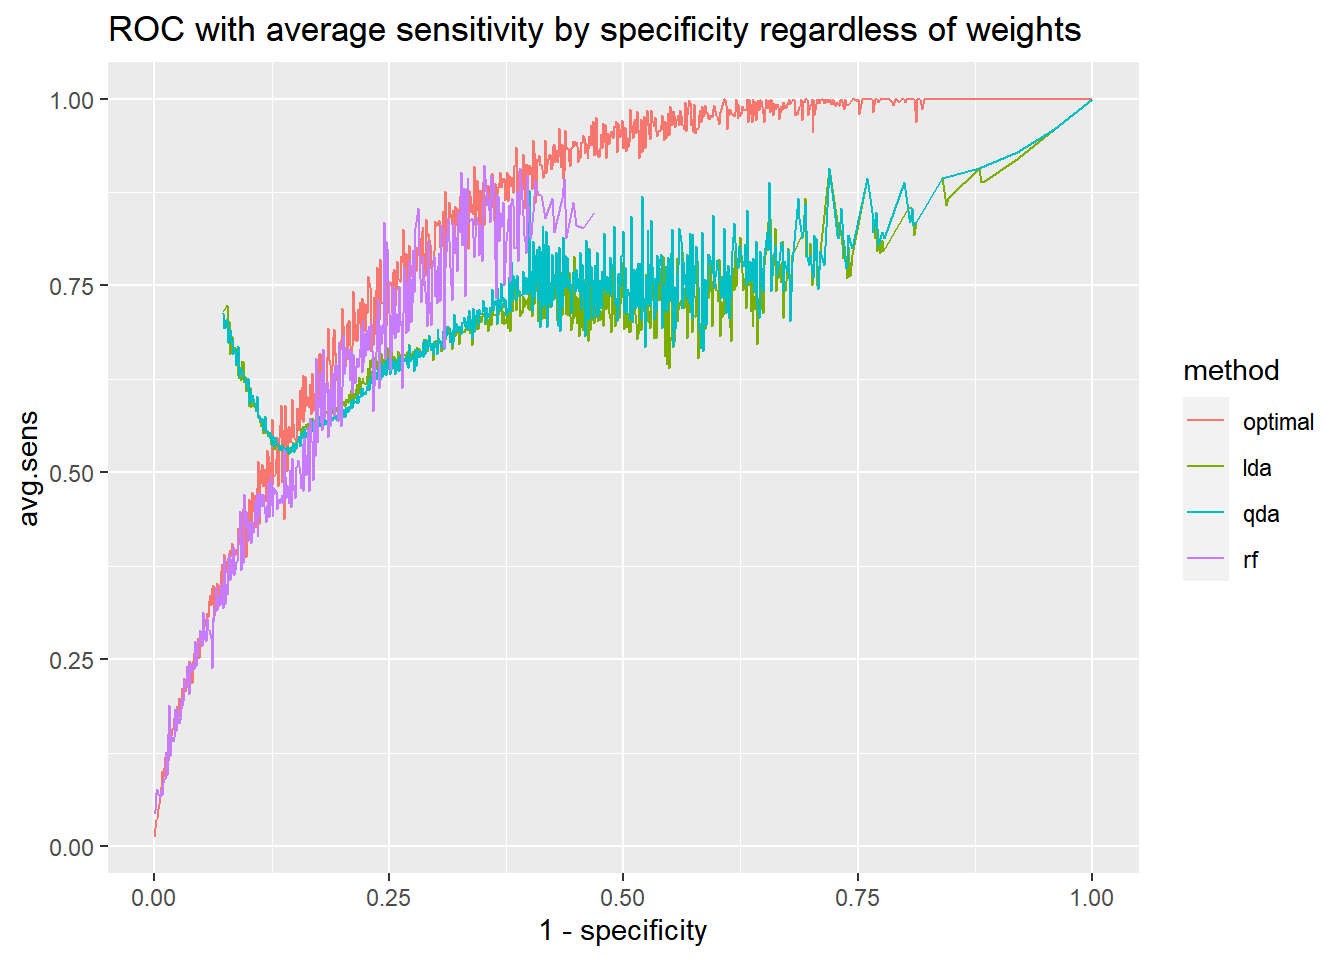 ROC with average sensitivity by specificity regardless of weights
1.00
0.75
0.50
0.25
0.00
avg.sens
0.00 0.25 0.50 0.75 1.00
1 - specificity
method
optimal
lda
qda
rf